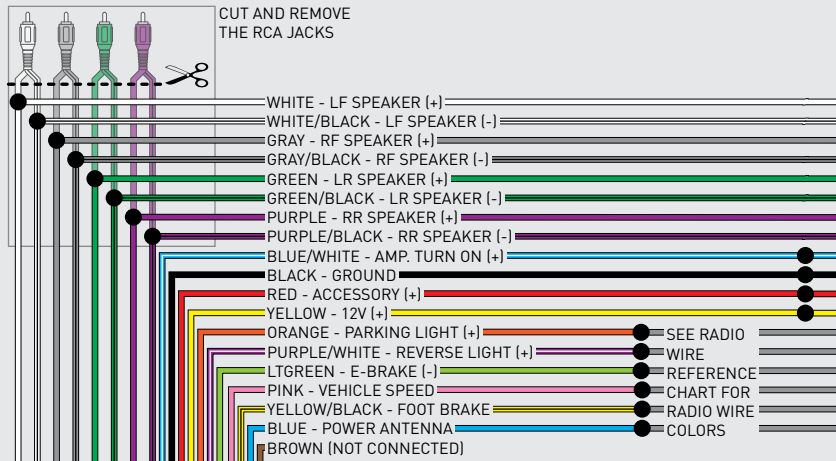 CUT AND REMOVE
THE RCA JACKS
WHITE - LF SPEAKER (+)
WHITE/BLACK - LF SPEAKER (-)
GRAY - RF SPEAKER (+)
GRAY/BLACK - RF SPEAKER (-)
GREEN - LR SPEAKER (+)
GREEN/BLACK - LR SPEAKER (-)
PURPLE - RR SPEAKER (+)
PURPLE/BLACK - RR SPEAKER (-)
BLUE/WHITE - AMP. TURN ON (+)
BLACK - GROUND
RED - ACCESSORY (+)
YELLOW - 12V (+)
ORANGE - PARKING LIGHT (+)
PURPLE/WHITE - REVERSE LIGHT (+)
LTGREEN - E-BRAKE (-)
PINK - VEHICLE SPEED
YELLOW/BLACK - FOOT BRAKE
BLUE - POWER ANTENNA
BROWN (NOT CONNECTED)
SEE RADIO
WIRE
REFERENCE
CHART FOR
RADIO WIRE
COLORS